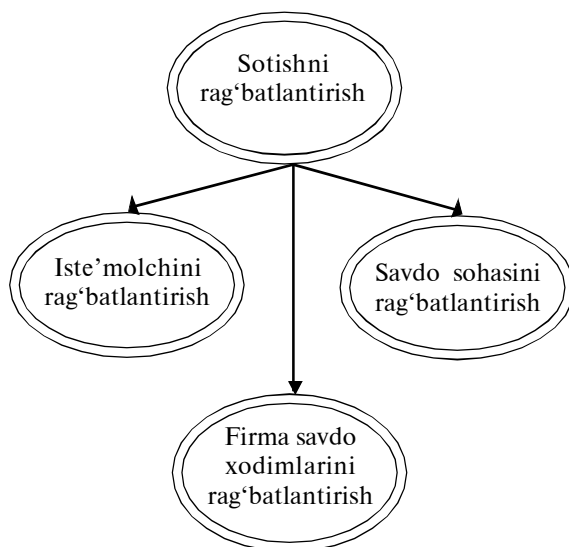 Sotishni
rag‘batlantirish
Iste’molchini
rag‘batlantirish
Savdo sohasini
rag‘batlantirish
Firma savdo
xodimlarini
rag‘batlantirish